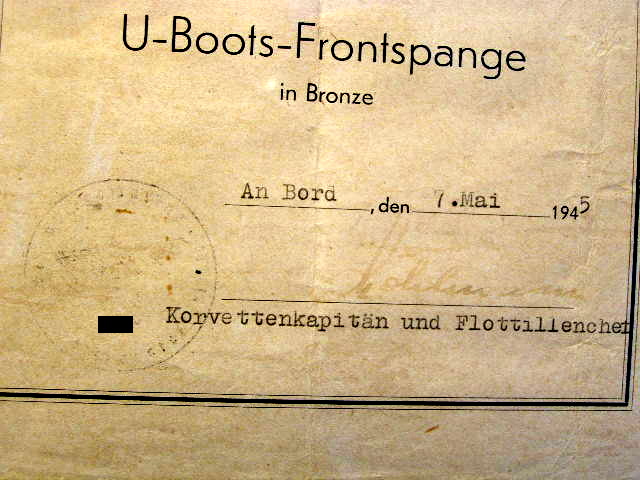 U-Boots-Frontspange
in Bronze
An Bord, den 7.Mai 1945
Korvettenkapitän und Flottillenchef